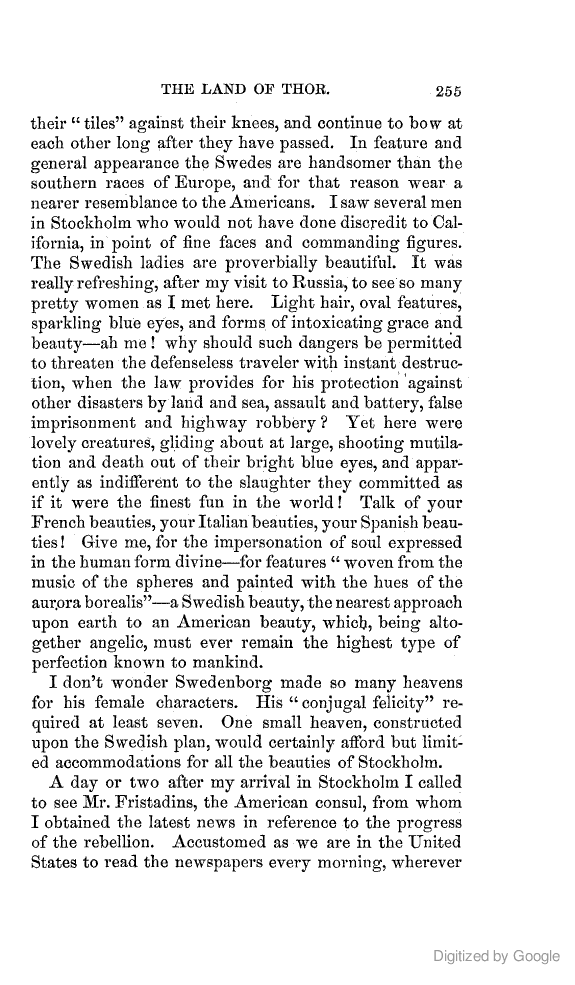 THE LAND OF THOR. 255
their “ tiles” against their knees, and continue to bow at
each other long after they have passed. In feature and
general appearance the Swedes are handsomer than the
southern races of Europe, and for that reason wear a
nearer resemblance to the Americans. I saw several men
in Stockholm who would not have done discredit to Cal-
ifornia, in point of fine faces and commanding figures.
The Swedish ladies are proverbially beautiful. It was
really refreshing, after my visit to Russia, to see so many
pretty women as I met here. Light hair, oval features,
sparkling blue eyes, and forms of intoxicating grace and
beauty—ah me ! why should such dangers be permitted
to threaten the defenseless traveler with instant destruc-
tion, when the law provides for his protection against
other disasters by land and sea, assault and battery, false
imprisonment and highway robbery ? Yet here were
lovely creatures, gliding about at large, shooting mutila-
tion and death out of their bright blue eyes, and appar-
ently as indifferent to the slaughter they committed as
if it were the finest fun in the world ! Talk of your
French beauties, your Italian beauties, your Spanish beau-
ties ! Give me, for the impersonation of soul expressed
in the human form divine—for features “ woven from the
music of the spheres and painted with the hues of the
aurora borealis”—a Swedish beauty, the nearest approach
upon earth to an American beauty, which, being alto-
gether angelic, must ever remain the highest type of
perfection known to mankind.
I don’t wonder Swedenborg made so many heavens
for his female characters. His “ conjugal felicity” re-
quired at least seven. One small heaven, constructed
upon the Swedish plan, would certainly afford but limit-
ed accommodations for all the beauties of Stockholm.
A day or two after my arrival in Stockholm I called
to see Mr. Fristadins, the American consul, from whom
I obtained the latest news in reference to the progress
of the rebellion. Accustomed as we are in the United
States to read the newspapers every morning, wherever
Digitized by Google